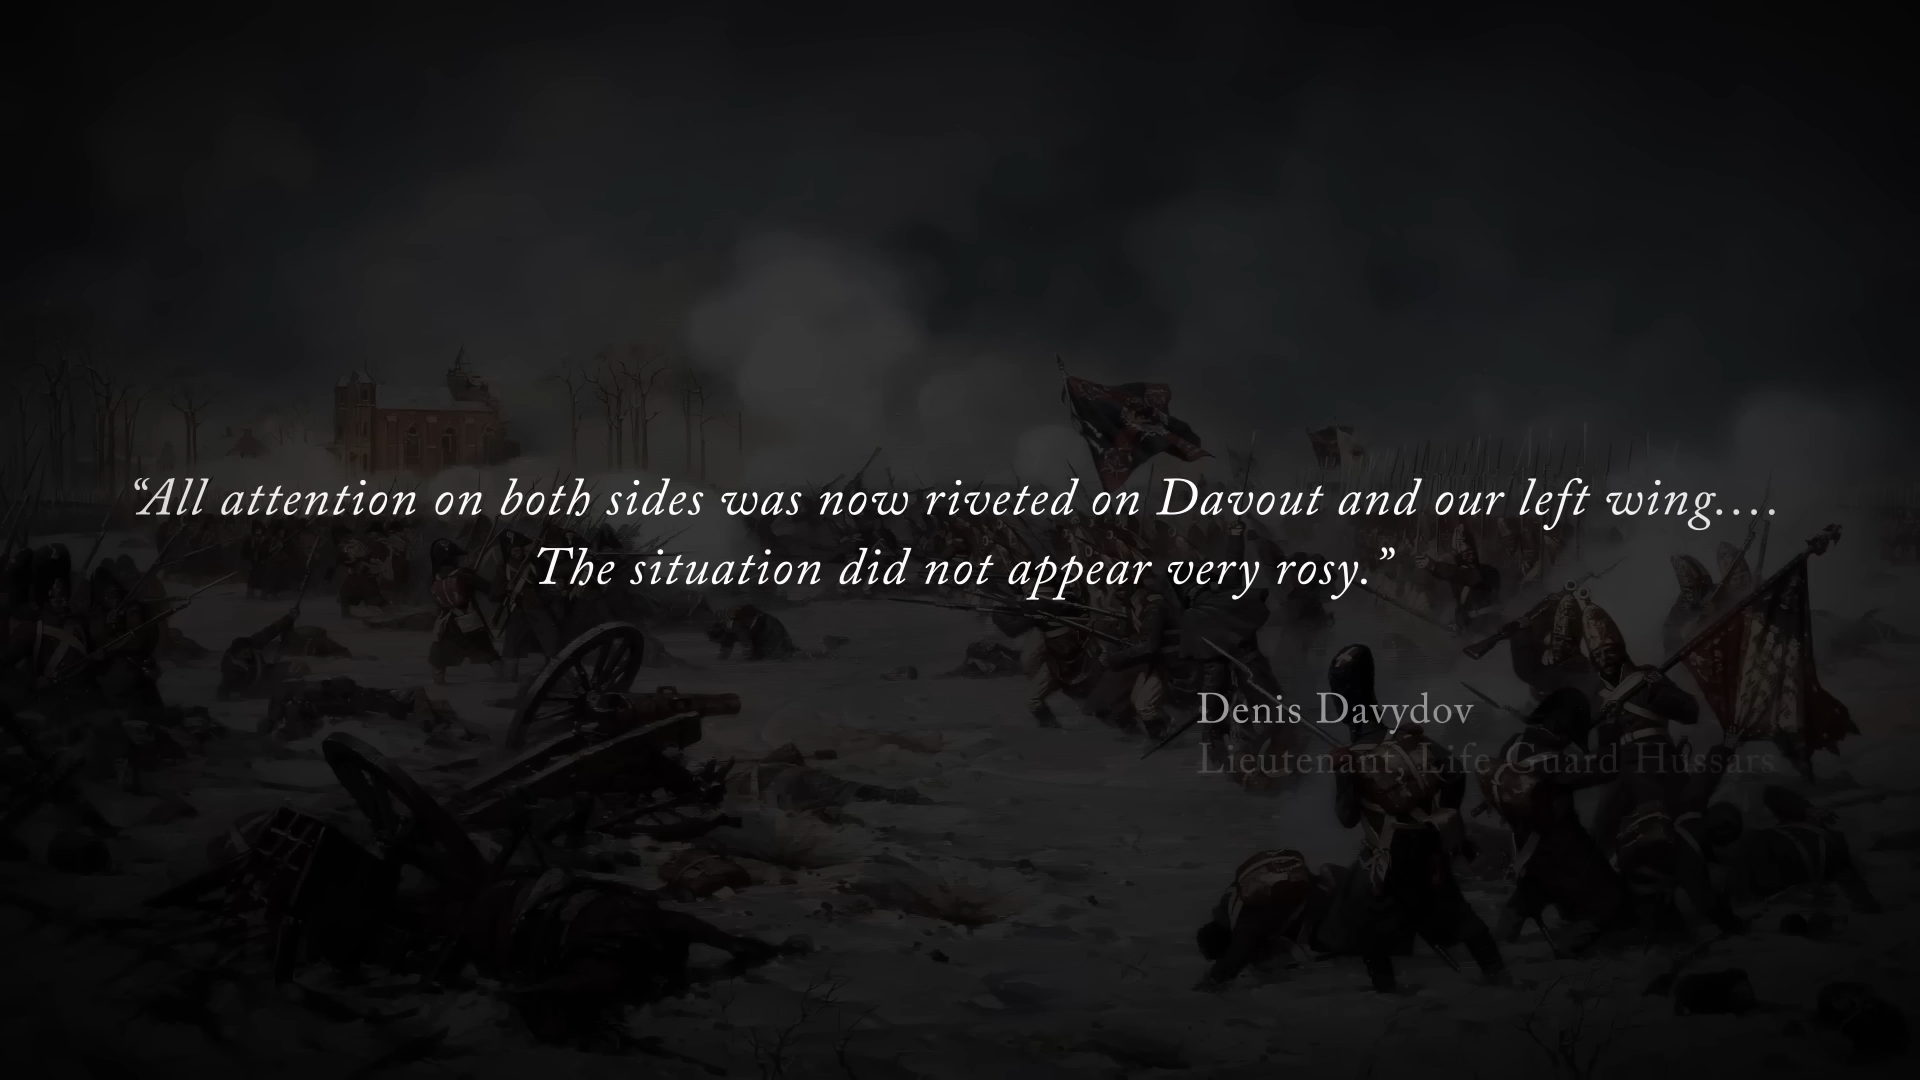 “All attention on both sides was now riveted on Davout and our left wing....
The situation did not appear very rosy.”
Denis Davydov
Lieutenant, Life Guard Hussars